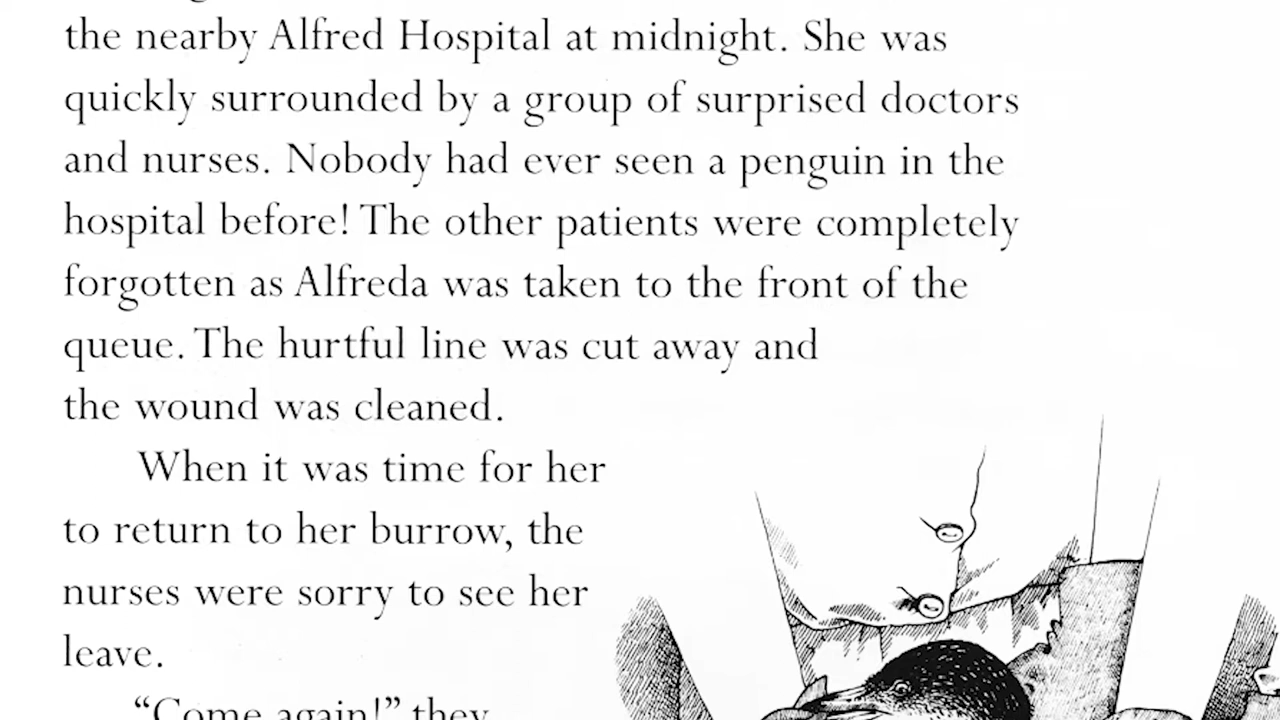 the nearby Alfred Hospital at midnight. She was
quickly surrounded by a group of surprised doctors
and nurses. Nobody had ever seen a penguin in the
hospital before! The other patients were completely
forgotten as Alfreda was taken to the front of the
queue. The hurtful line was cut away and
the wound was cleaned.
When it was time for her
to return to her burrow, the
nurses were sorry to see her
leave.
“Come again!” they